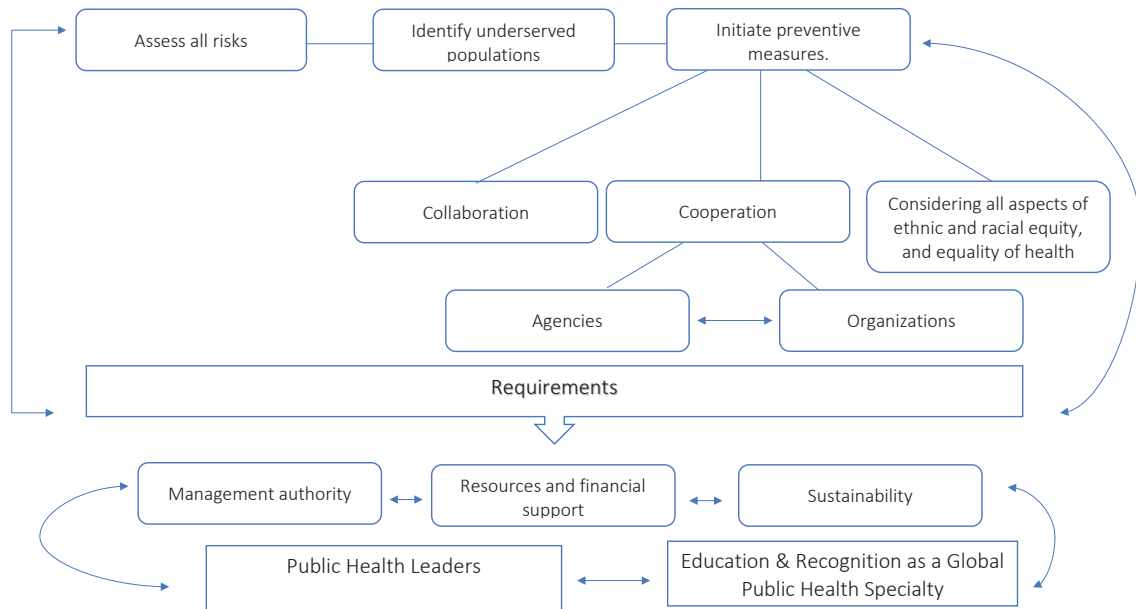 Assess all risks
Identify underserved
populations
Initiate preventive
measures.
Collaboration
Cooperation
Considering all aspects of
ethnic and racial equity,
and equality of health
Agencies
Organizations
Requirements
Management authority
Resources and financial
support
Sustainability
Public Health Leaders
Education & Recognition as a Global
Public Health Specialty